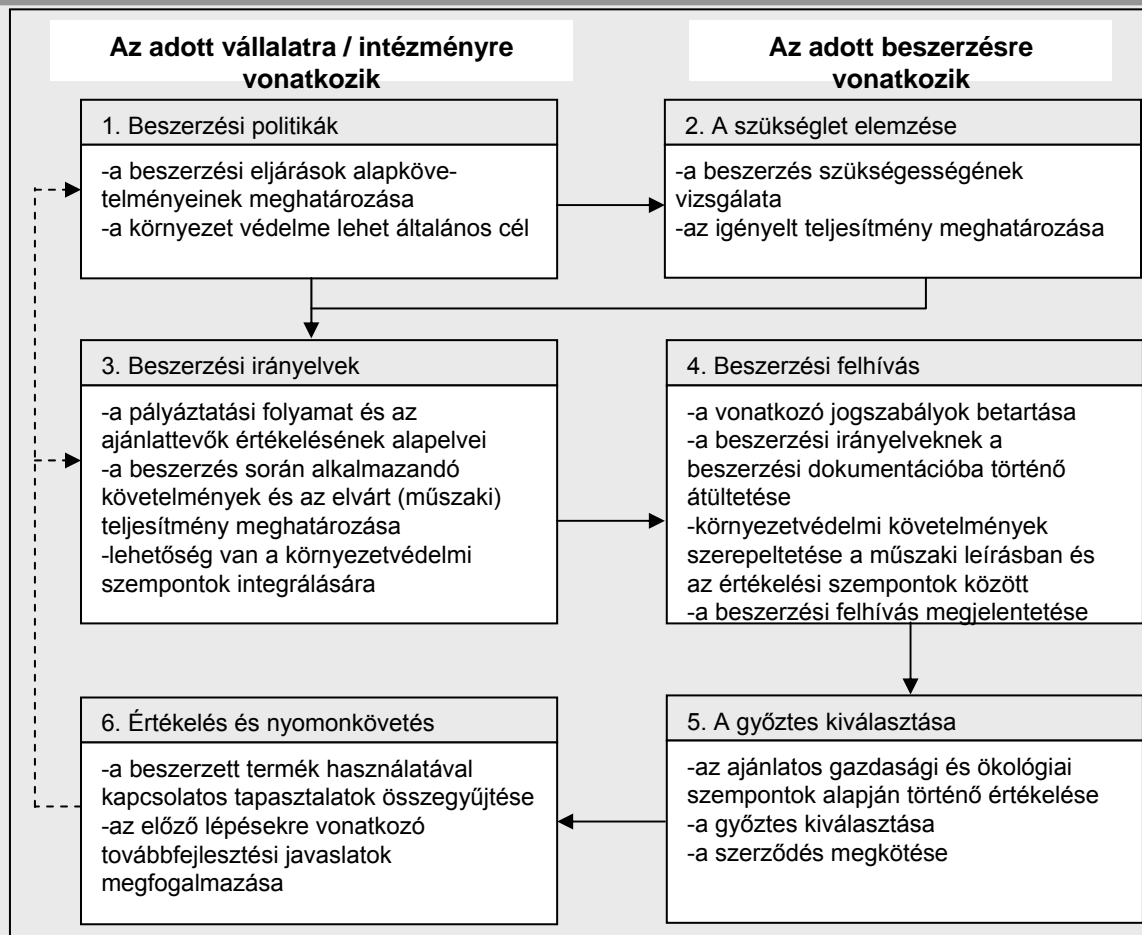 Az adott vállalatra / intézményre
vonatkozik
Az adott beszerzésre
vonatkozik
1. Beszerzési politikák
-a beszerzési eljárások alapköve-
telményeinek meghatározása
-a környezet védelme lehet általános cél
2. A szükséglet elemzése
-a beszerzés szükségességének
vizsgálata
-az igényelt teljesítmény meghatározása
3. Beszerzési irányelvek
-a pályáztatási folyamat és az
ajánlattevők értékelésének alapelvei
-a beszerzés során alkalmazandó
követelmények és az elvárt (műszaki)
teljesítmény meghatározása
-lehetőség van a környezetvédelmi
szempontok integrálására
4. Beszerzési felhívás
-a vonatkozó jogszabályok betartása
-a beszerzési irányelveknek a
beszerzési dokumentációba történő
átültetése
-környezetvédelmi követelmények
szerepeltetése a műszaki leírásban és
az értékelési szempontok között
-a beszerzési felhívás megjelentetése
5. A győztes kiválasztása
-az ajánlatos gazdasági és ökológiai
szempontok alapján történő értékelése
-a győztes kiválasztása
-a szerződés megkötése
6. Értékelés és nyomonkövetés
-a beszerzett termék használatával
kapcsolatos tapasztalatok összegyűjtése
-az előző lépésekre vonatkozó
továbbfejlesztési javaslatok
megfogalmazása